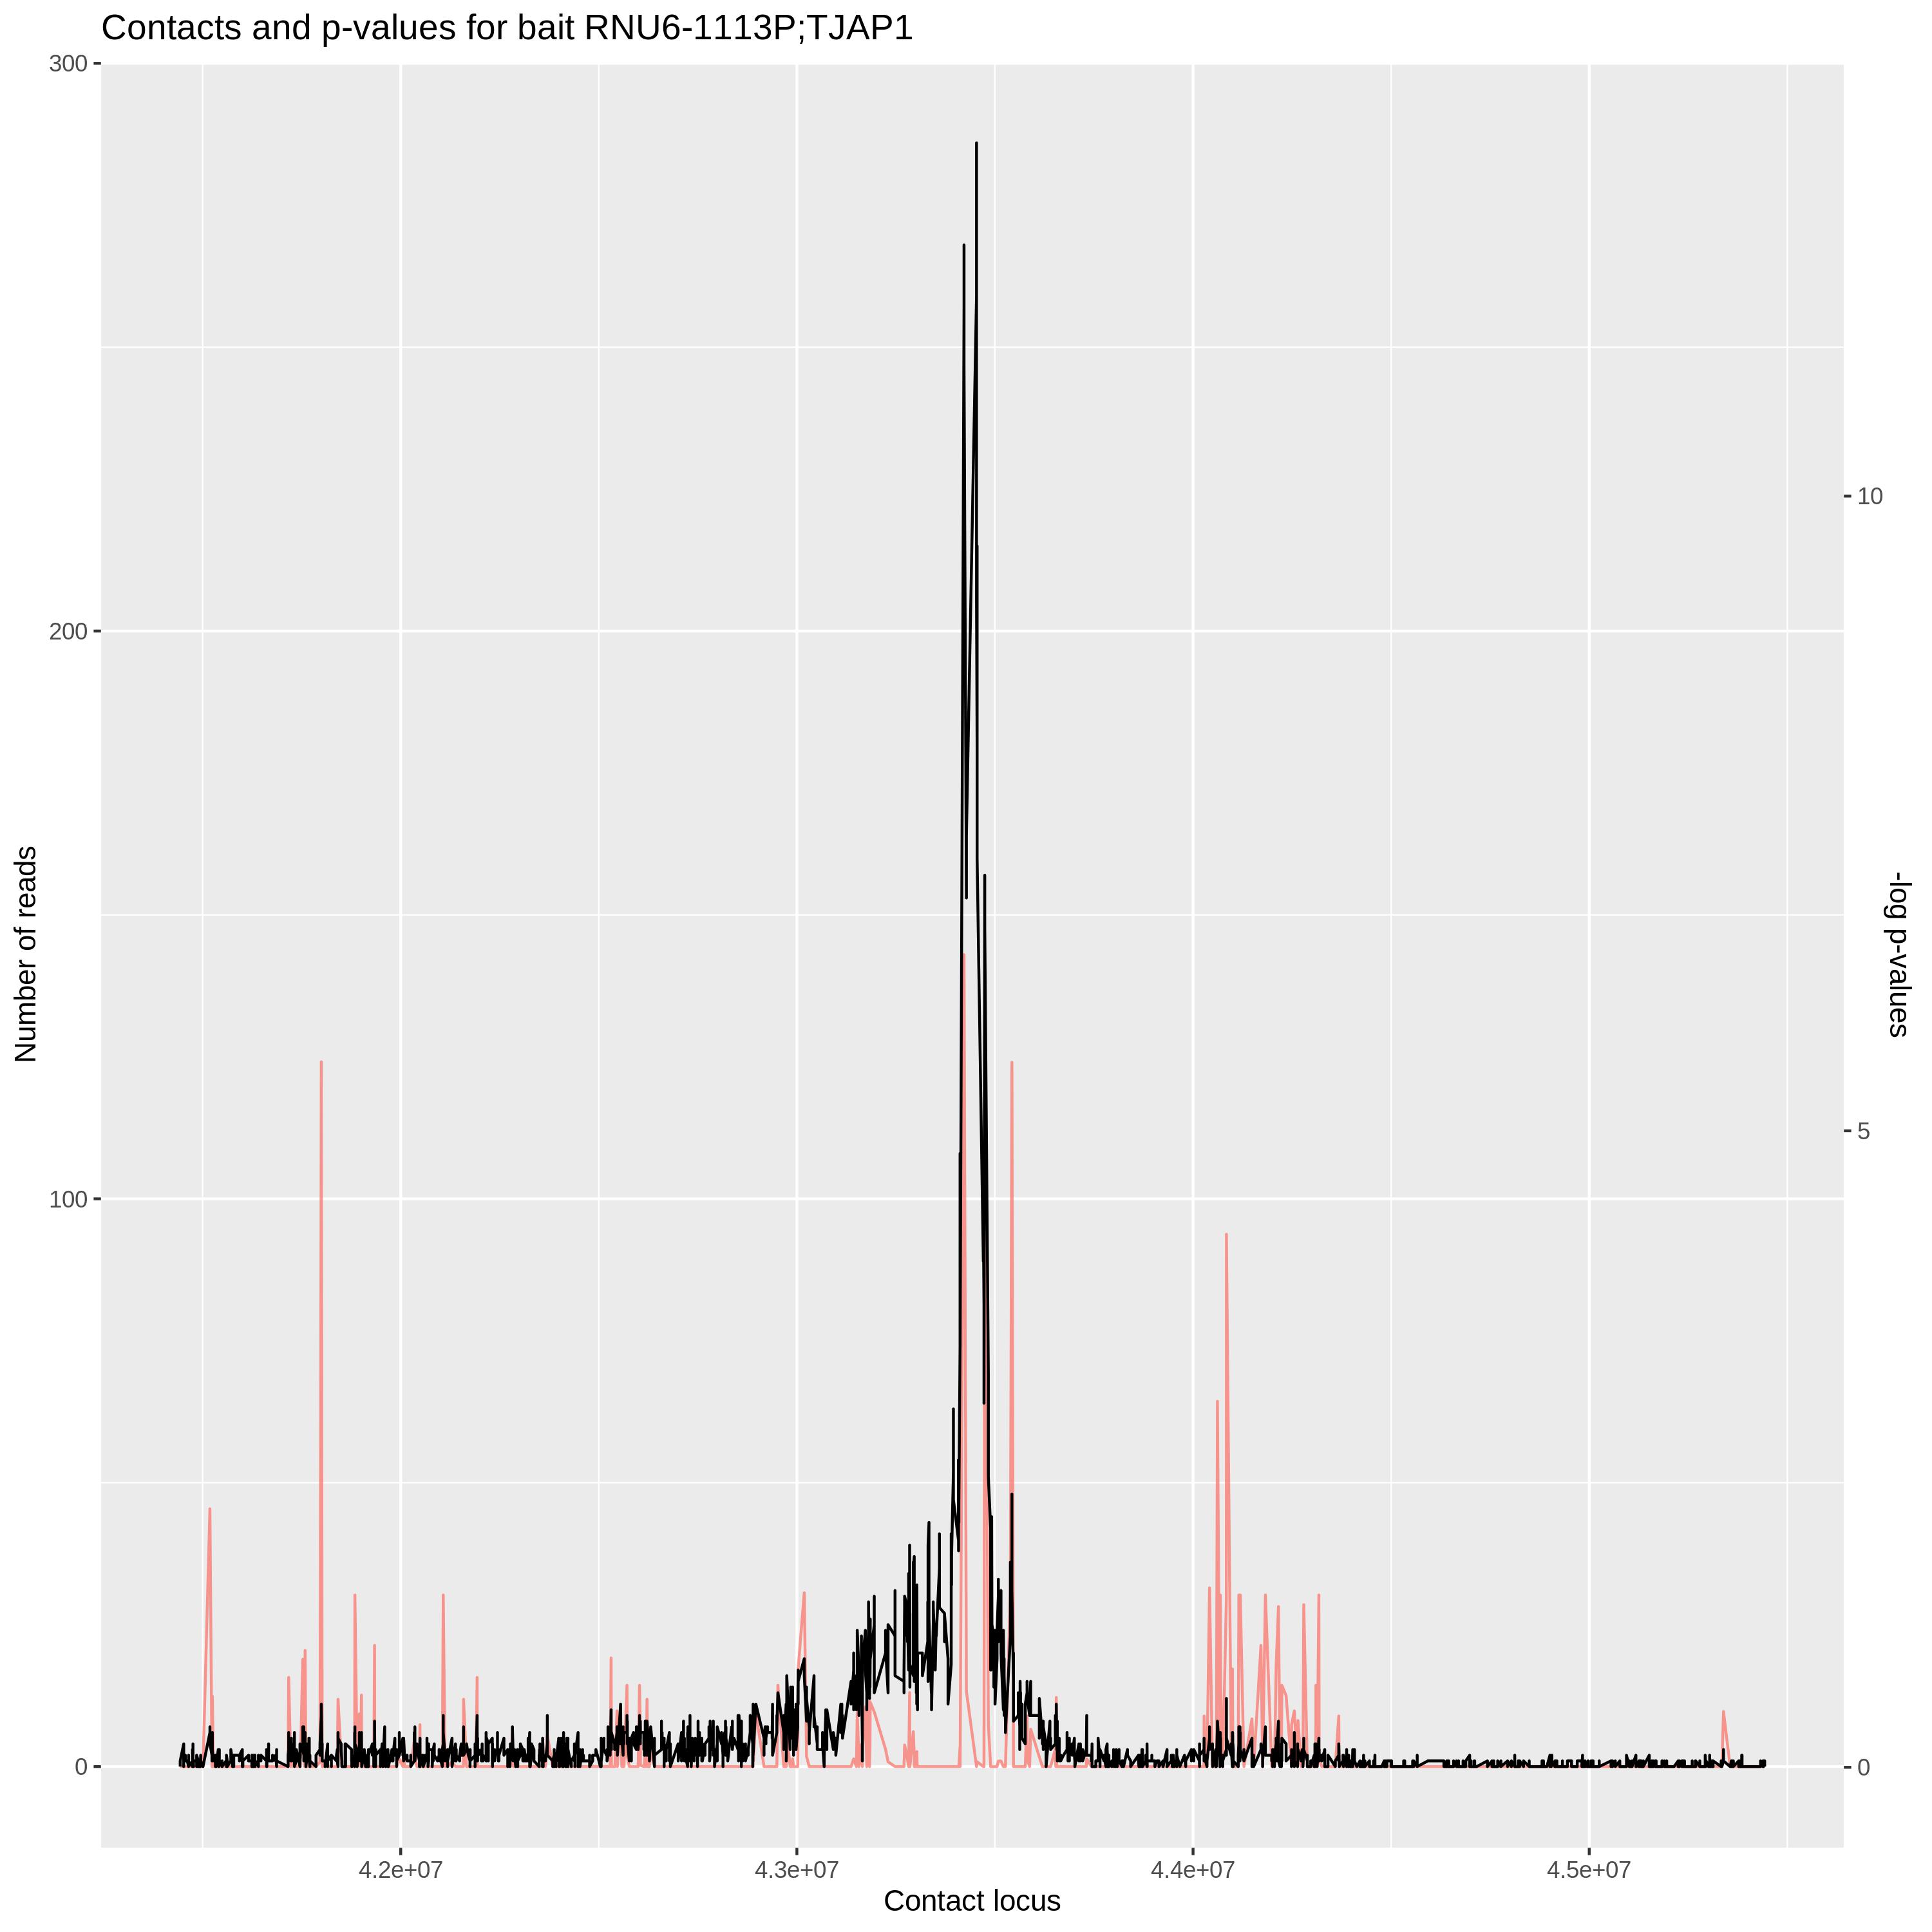 Contacts and p-values for bait RNU6-1113P;TJAP1
300
200
100
0
Number of reads
10
5
0
-log p-values
4.2e+07
4.3e+07
4.4e+07
4.5e+07
Contact locus